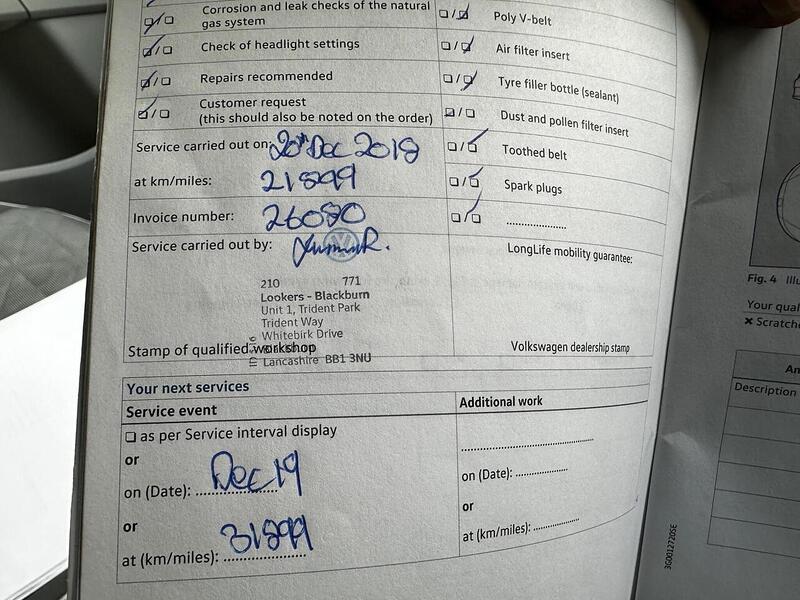 Corrosion and leak checks of the natural
gas system
Check of headlight settings
Repairs recommended
Customer request
(this should also be noted on the order)
Poly V-belt
Air filter insert
Tyre filler bottle (sealant)
Dust and pollen filter insert
Toothed belt
Spark plugs
Service carried out on: 20th Dec 2018
at km/miles: 21899
Invoice number: 26080
Service carried out by:
210 771
Lookers - Blackburn
Unit 1, Trident Park
Trident Way
Whitebirk Drive
Lancashire BB1 3NU
Stamp of qualified workshop
LongLife mobility guarantee:
Volkswagen dealership stamp
Your next services
Service event
Additional work
as per Service interval display
or
on (Date): Dec 19
or
at (km/miles): 31899
on (Date):
or
at (km/miles):
3G0012720SE
Fig. 4
Your qual
× Scratche
An
Description